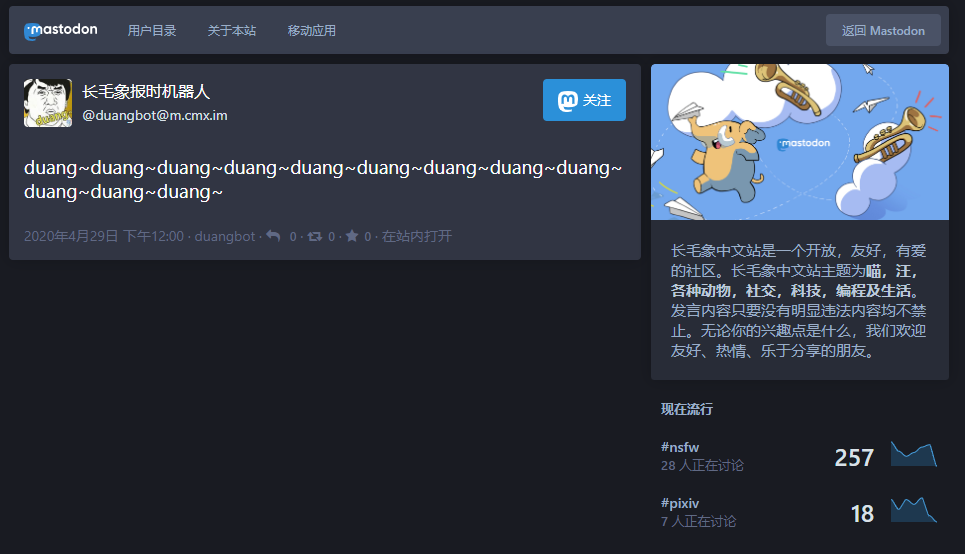 mastodon 用户目录 关于本站 移动应用 返回 Mastodon
长毛象报时机器人
@duangbot@m.cmx.im
关注
duang~duang~duang~duang~duang~duang~duang~duang~duang~
duang~duang~duang~
2020年4月29日 下午12:00 · duangbot · 0 · 0 · 0 · 在站内打开
mastodon
长毛象中文站是一个开放，友好，有爱
的社区。长毛象中文站主题为喵，汪，
各种动物，社交，科技，编程及生活。
发言内容只要没有明显违法内容均不禁
止。无论你的兴趣点是什么，我们欢迎
友好、热情、乐于分享的朋友。
现在流行
#nsfw
28 人正在讨论
257
#pixiv
7 人正在讨论
18